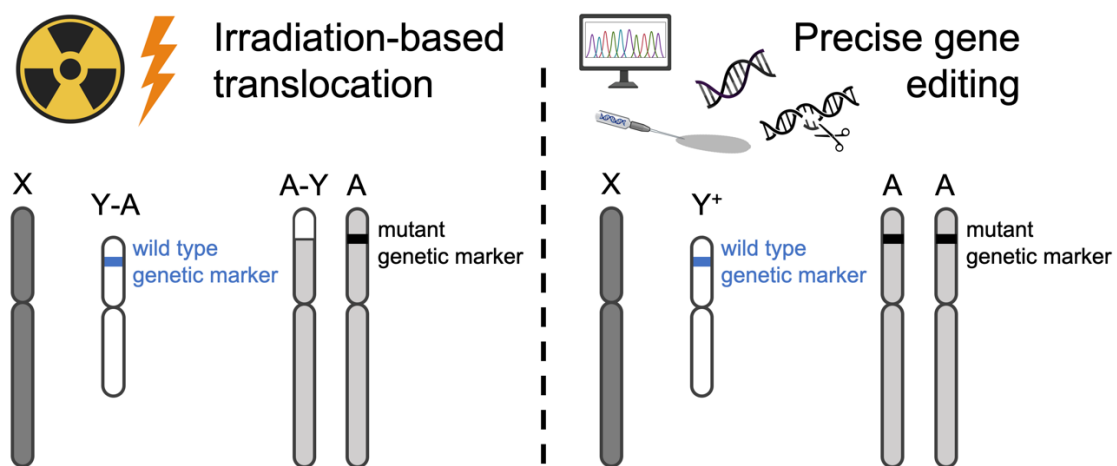 Irradiation-based
translocation
X
Y-A
A-Y
A
wild type
genetic marker
mutant
genetic marker
Precise gene
editing
X
Y⁺
A
A
wild type
genetic marker
mutant
genetic marker